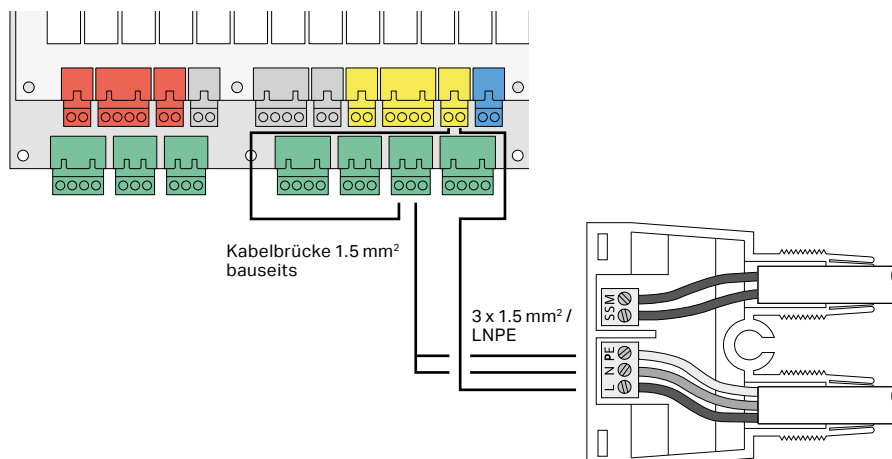 Kabelbrücke 1.5 mm²
bauseits
3 x 1.5 mm² /
LNPE
SSM
L N PE